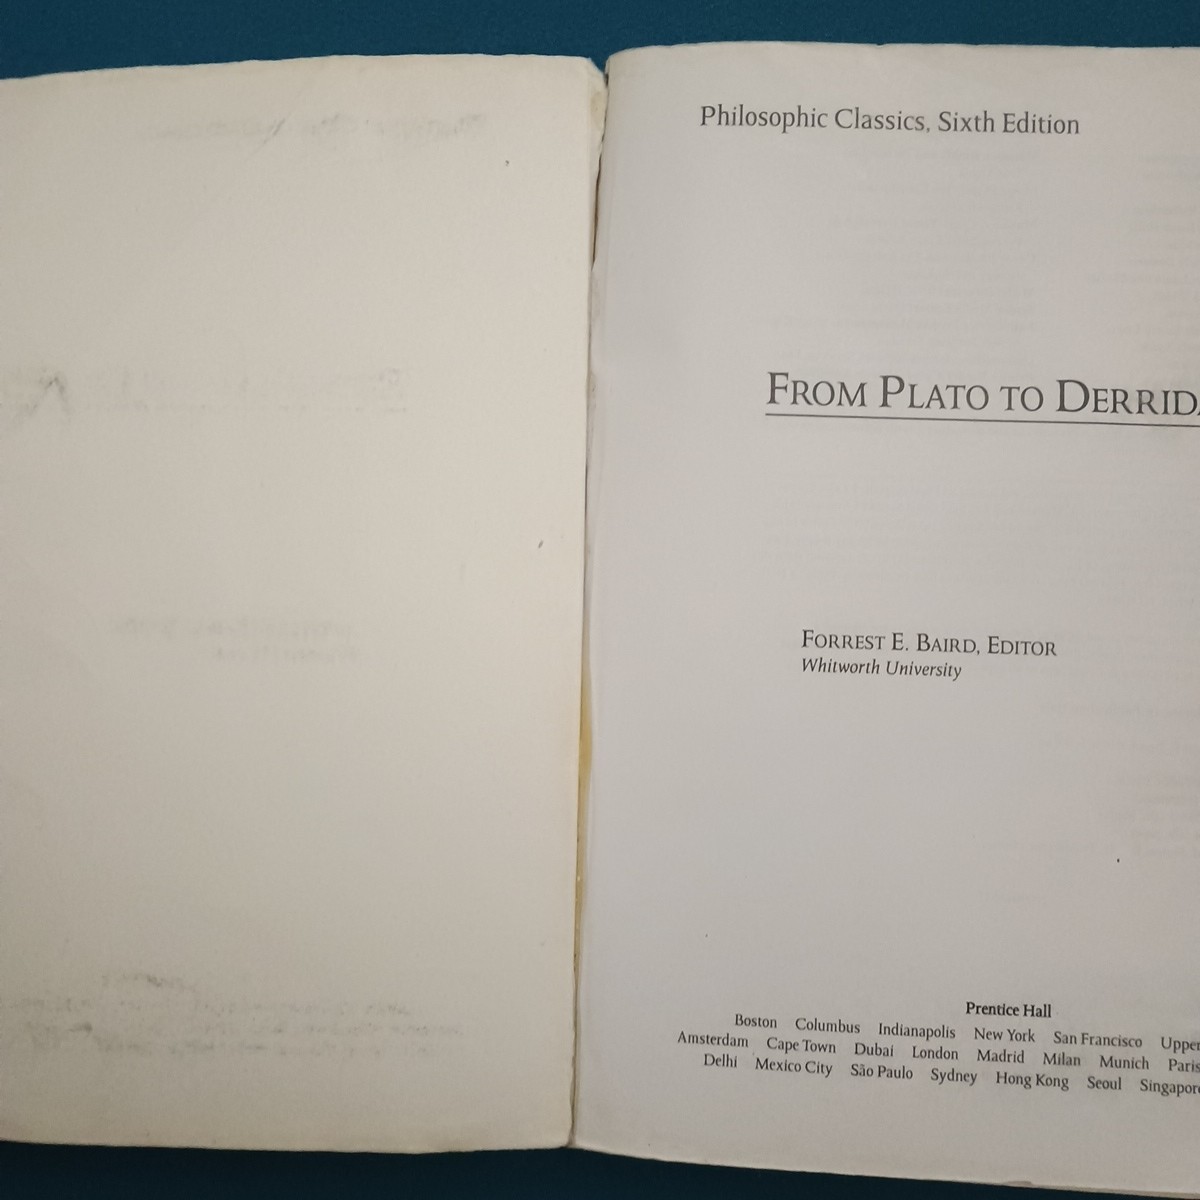 Philosophic Classics, Sixth Edition
FROM PLATO TO DERRIDA
FORREST E. BAIRD, EDITOR
Whitworth University
Prentice Hall
Boston Columbus Indianapolis New York San Francisco Upper
Amsterdam Cape Town Dubai London Madrid Milan Munich Paris
Delhi Mexico City São Paulo Sydney Hong Kong Seoul Singapore